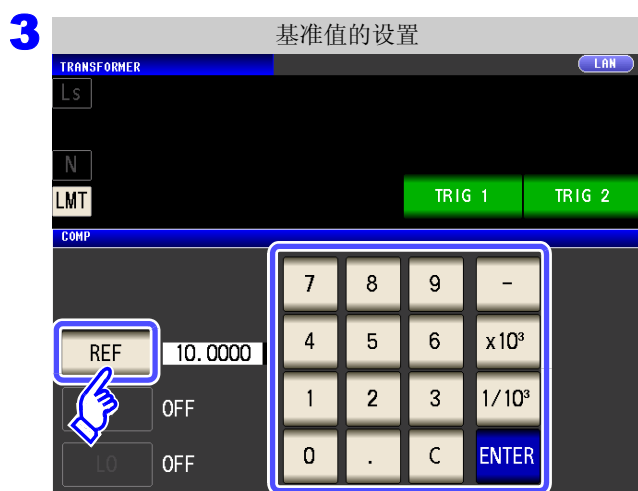 3
基准值的设置
TRANSFORMER LAN
Ls
N
LMT TRIG 1 TRIG 2
COMP
7 8 9 -
REF 10.0000 4 5 6 x10³
OFF 1 2 3 1/10³
LO OFF 0 . C ENTER